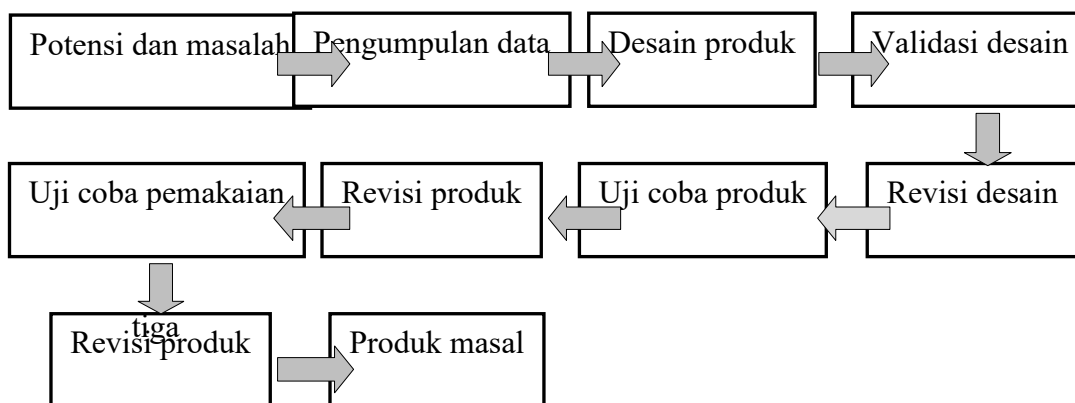 Potensi dan masalah
Pengumpulan data
Desain produk
Validasi desain
Revisi desain
Uji coba produk
Revisi produk
Uji coba pemakaian
tiga
Revisi produk
Produk masal